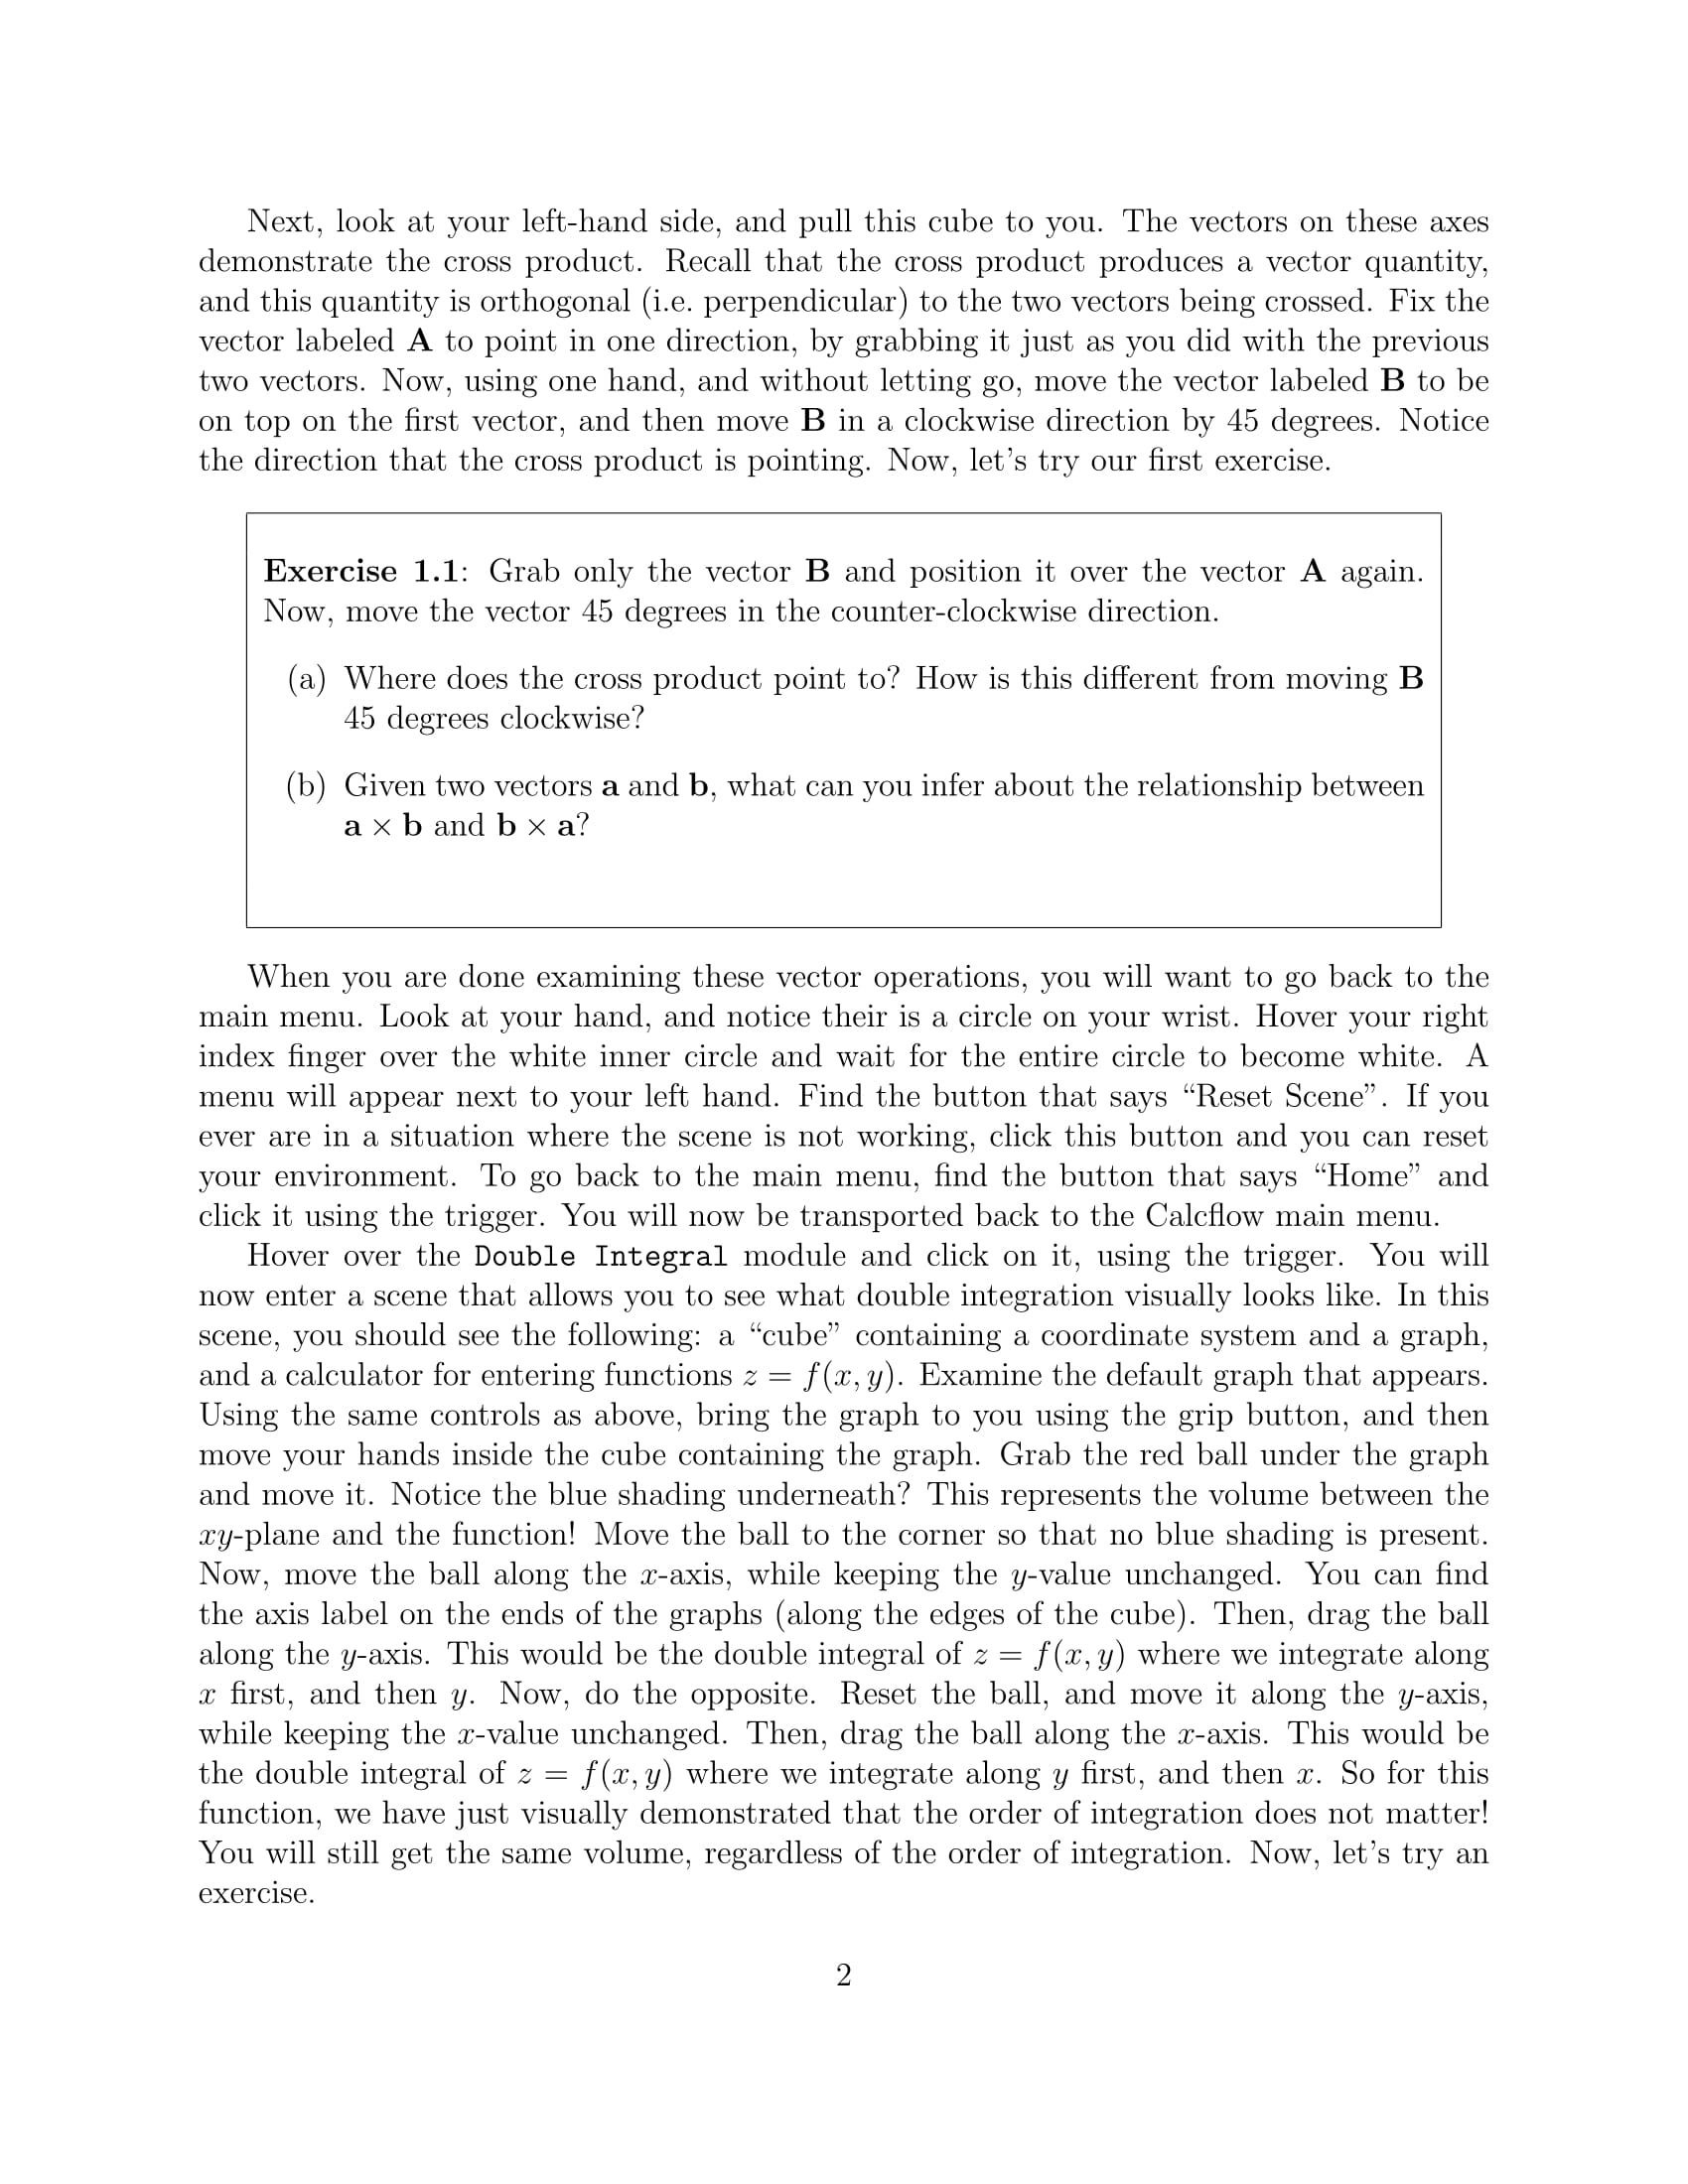 Next, look at your left-hand side, and pull this cube to you. The vectors on these axes
demonstrate the cross product. Recall that the cross product produces a vector quantity,
and this quantity is orthogonal (i.e. perpendicular) to the two vectors being crossed. Fix the
vector labeled A to point in one direction, by grabbing it just as you did with the previous
two vectors. Now, using one hand, and without letting go, move the vector labeled B to be
on top on the first vector, and then move B in a clockwise direction by 45 degrees. Notice
the direction that the cross product is pointing. Now, let's try our first exercise.
Exercise 1.1: Grab only the vector B and position it over the vector A again.
Now, move the vector 45 degrees in the counter-clockwise direction.
(a) Where does the cross product point to? How is this different from moving B
45 degrees clockwise?
(b) Given two vectors a and b, what can you infer about the relationship between
a × b and b × a?
When you are done examining these vector operations, you will want to go back to the
main menu. Look at your hand, and notice their is a circle on your wrist. Hover your right
index finger over the white inner circle and wait for the entire circle to become white. A
menu will appear next to your left hand. Find the button that says “Reset Scene”. If you
ever are in a situation where the scene is not working, click this button and you can reset
your environment. To go back to the main menu, find the button that says “Home” and
click it using the trigger. You will now be transported back to the Calcflow main menu.
Hover over the Double Integral module and click on it, using the trigger. You will
now enter a scene that allows you to see what double integration visually looks like. In this
scene, you should see the following: a “cube” containing a coordinate system and a graph,
and a calculator for entering functions z = f(x, y). Examine the default graph that appears.
Using the same controls as above, bring the graph to you using the grip button, and then
move your hands inside the cube containing the graph. Grab the red ball under the graph
and move it. Notice the blue shading underneath? This represents the volume between the
xy-plane and the function! Move the ball to the corner so that no blue shading is present.
Now, move the ball along the x-axis, while keeping the y-value unchanged. You can find
the axis label on the ends of the graphs (along the edges of the cube). Then, drag the ball
along the y-axis. This would be the double integral of z = f(x, y) where we integrate along
x first, and then y. Now, do the opposite. Reset the ball, and move it along the y-axis,
while keeping the x-value unchanged. Then, drag the ball along the x-axis. This would be
the double integral of z = f(x, y) where we integrate along y first, and then x. So for this
function, we have just visually demonstrated that the order of integration does not matter!
You will still get the same volume, regardless of the order of integration. Now, let's try an
exercise.
2